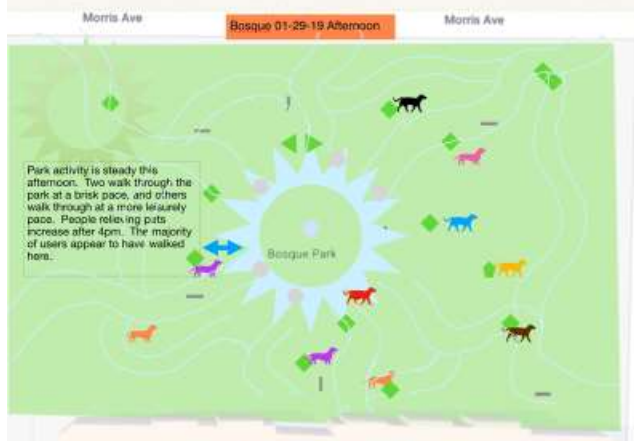 Morris Ave
Bosque 01-29-19 Afternoon
Morris Ave
Park activity is steady this
afternoon. Two walk through the
park at a brisk pace, and others
walk through at a more leisurely
pace. People relieving pets
increase after 4pm. The majority
of users appear to have walked
here.
Bosque Park